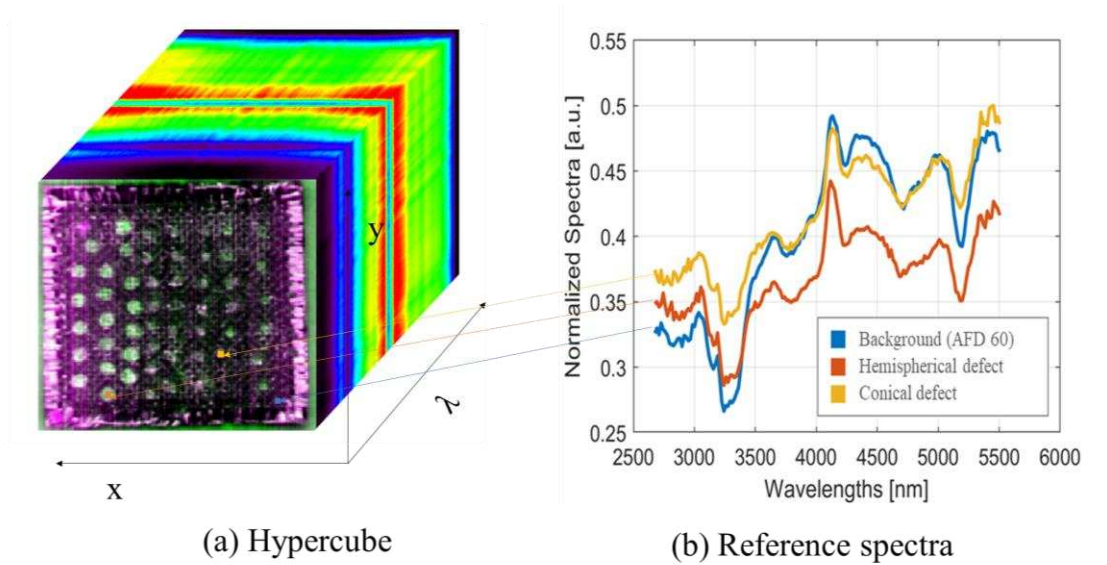 y
λ
x
(a) Hypercube
0.55
0.5
0.45
0.4
0.35
0.3
0.25
Normalized Spectra [a.u.]
Background (AFD 60)
Hemispherical defect
Conical defect
2500 3000 3500 4000 4500 5000 5500 6000
Wavelengths [nm]
(b) Reference spectra